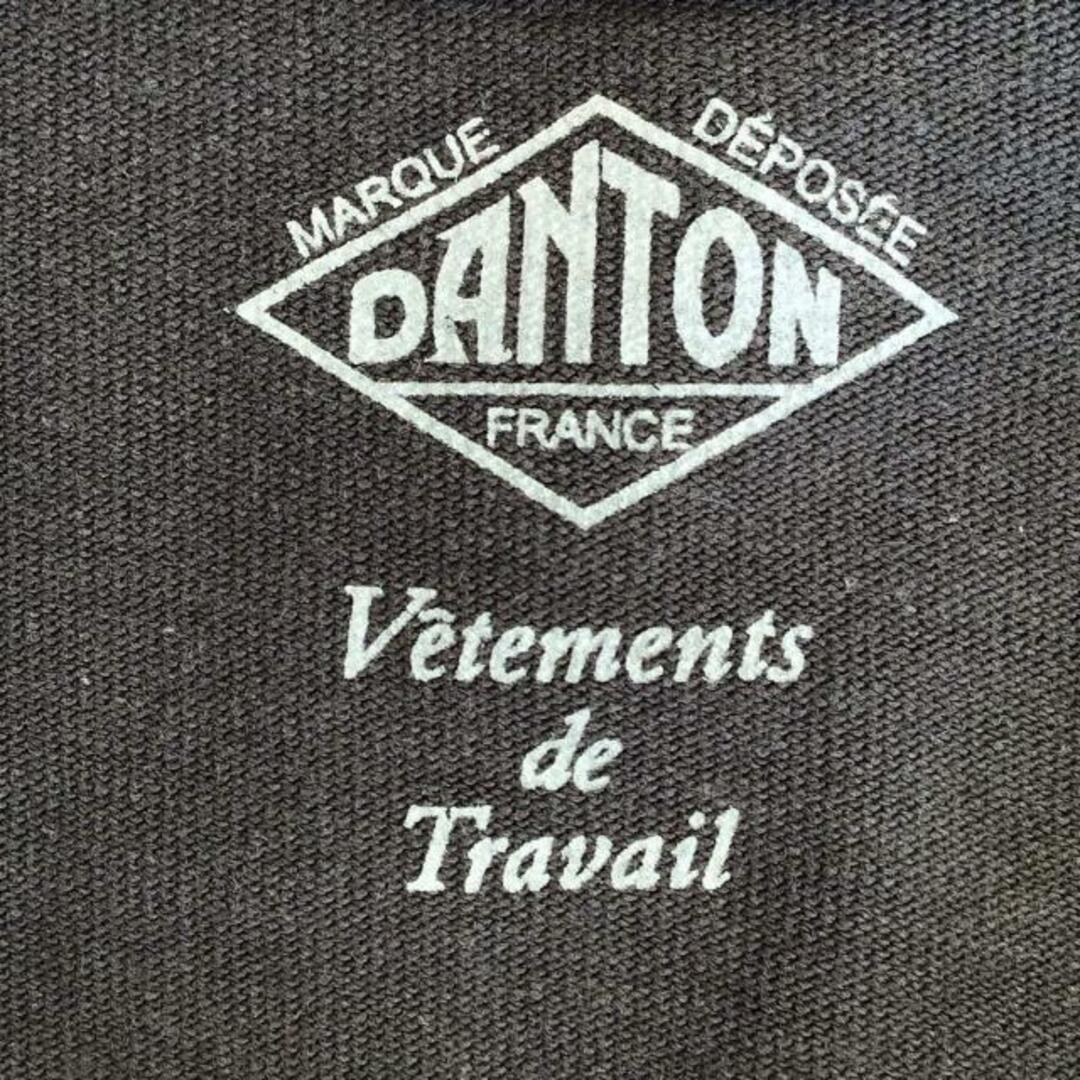 MARQUE DÉPOSÉE
DANTON
FRANCE
Vêtements
de
Travail